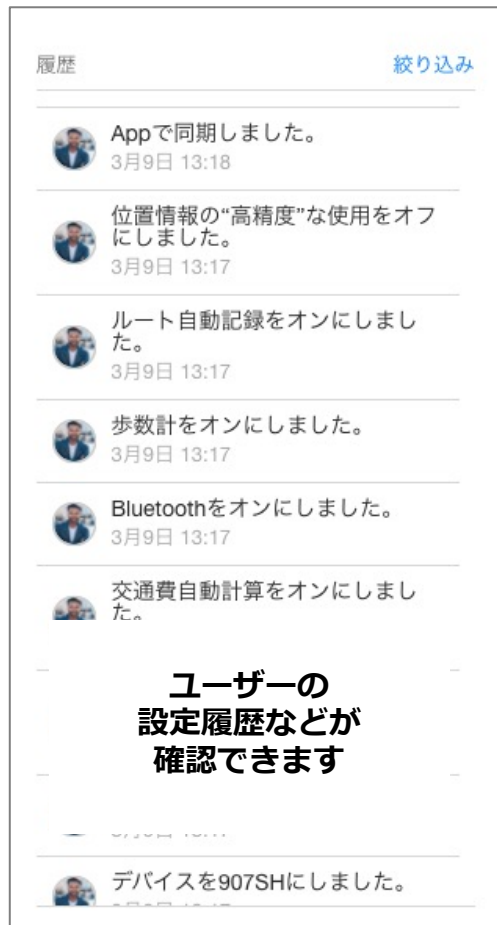 履歴
絞り込み
Appで同期しました。
3月9日 13:18
位置情報の“高精度”な使用をオフ
にしました。
3月9日 13:17
ルート自動記録をオンにしまし
た。
3月9日 13:17
歩数計をオンにしました。
3月9日 13:17
Bluetoothをオンにしました。
3月9日 13:17
交通費自動計算をオンにしまし
た。
ユーザーの
設定履歴などが
確認できます
デバイスを907SHにしました。